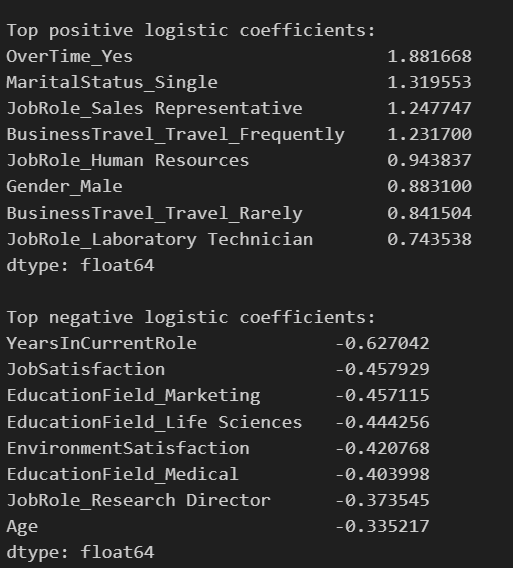 Top positive logistic coefficients:
OverTime_Yes 1.881668
MaritalStatus_Single 1.319553
JobRole_Sales Representative 1.247747
BusinessTravel_Travel_Frequently 1.231700
JobRole_Human Resources 0.943837
Gender_Male 0.883100
BusinessTravel_Travel_Rarely 0.841504
JobRole_Laboratory Technician 0.743538
dtype: float64
Top negative logistic coefficients:
YearsInCurrentRole -0.627042
JobSatisfaction -0.457929
EducationField_Marketing -0.457115
EducationField_Life Sciences -0.444256
EnvironmentSatisfaction -0.420768
EducationField_Medical -0.403998
JobRole_Research Director -0.373545
Age -0.335217
dtype: float64